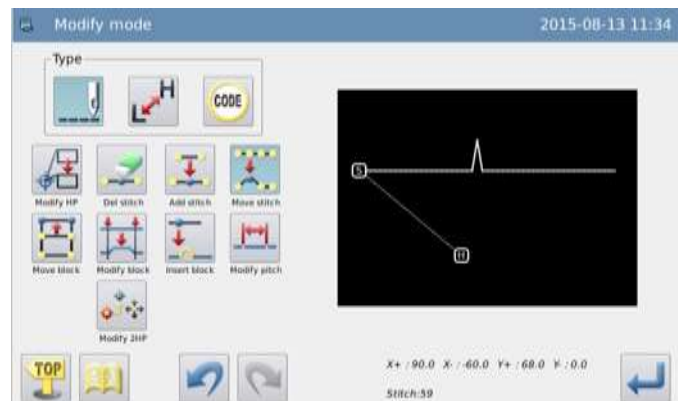 Modify mode 2015-08-13 11:34
Type
L H CODE
Modify HP Del stitch Add stitch Move stitch
Move block Modify block Insert block Modify pitch
Modify 2HP
S
H
TOP
X+ : 90.0 X- : -60.0 Y+ : 68.0 Y- : 0.0
Stitch:59